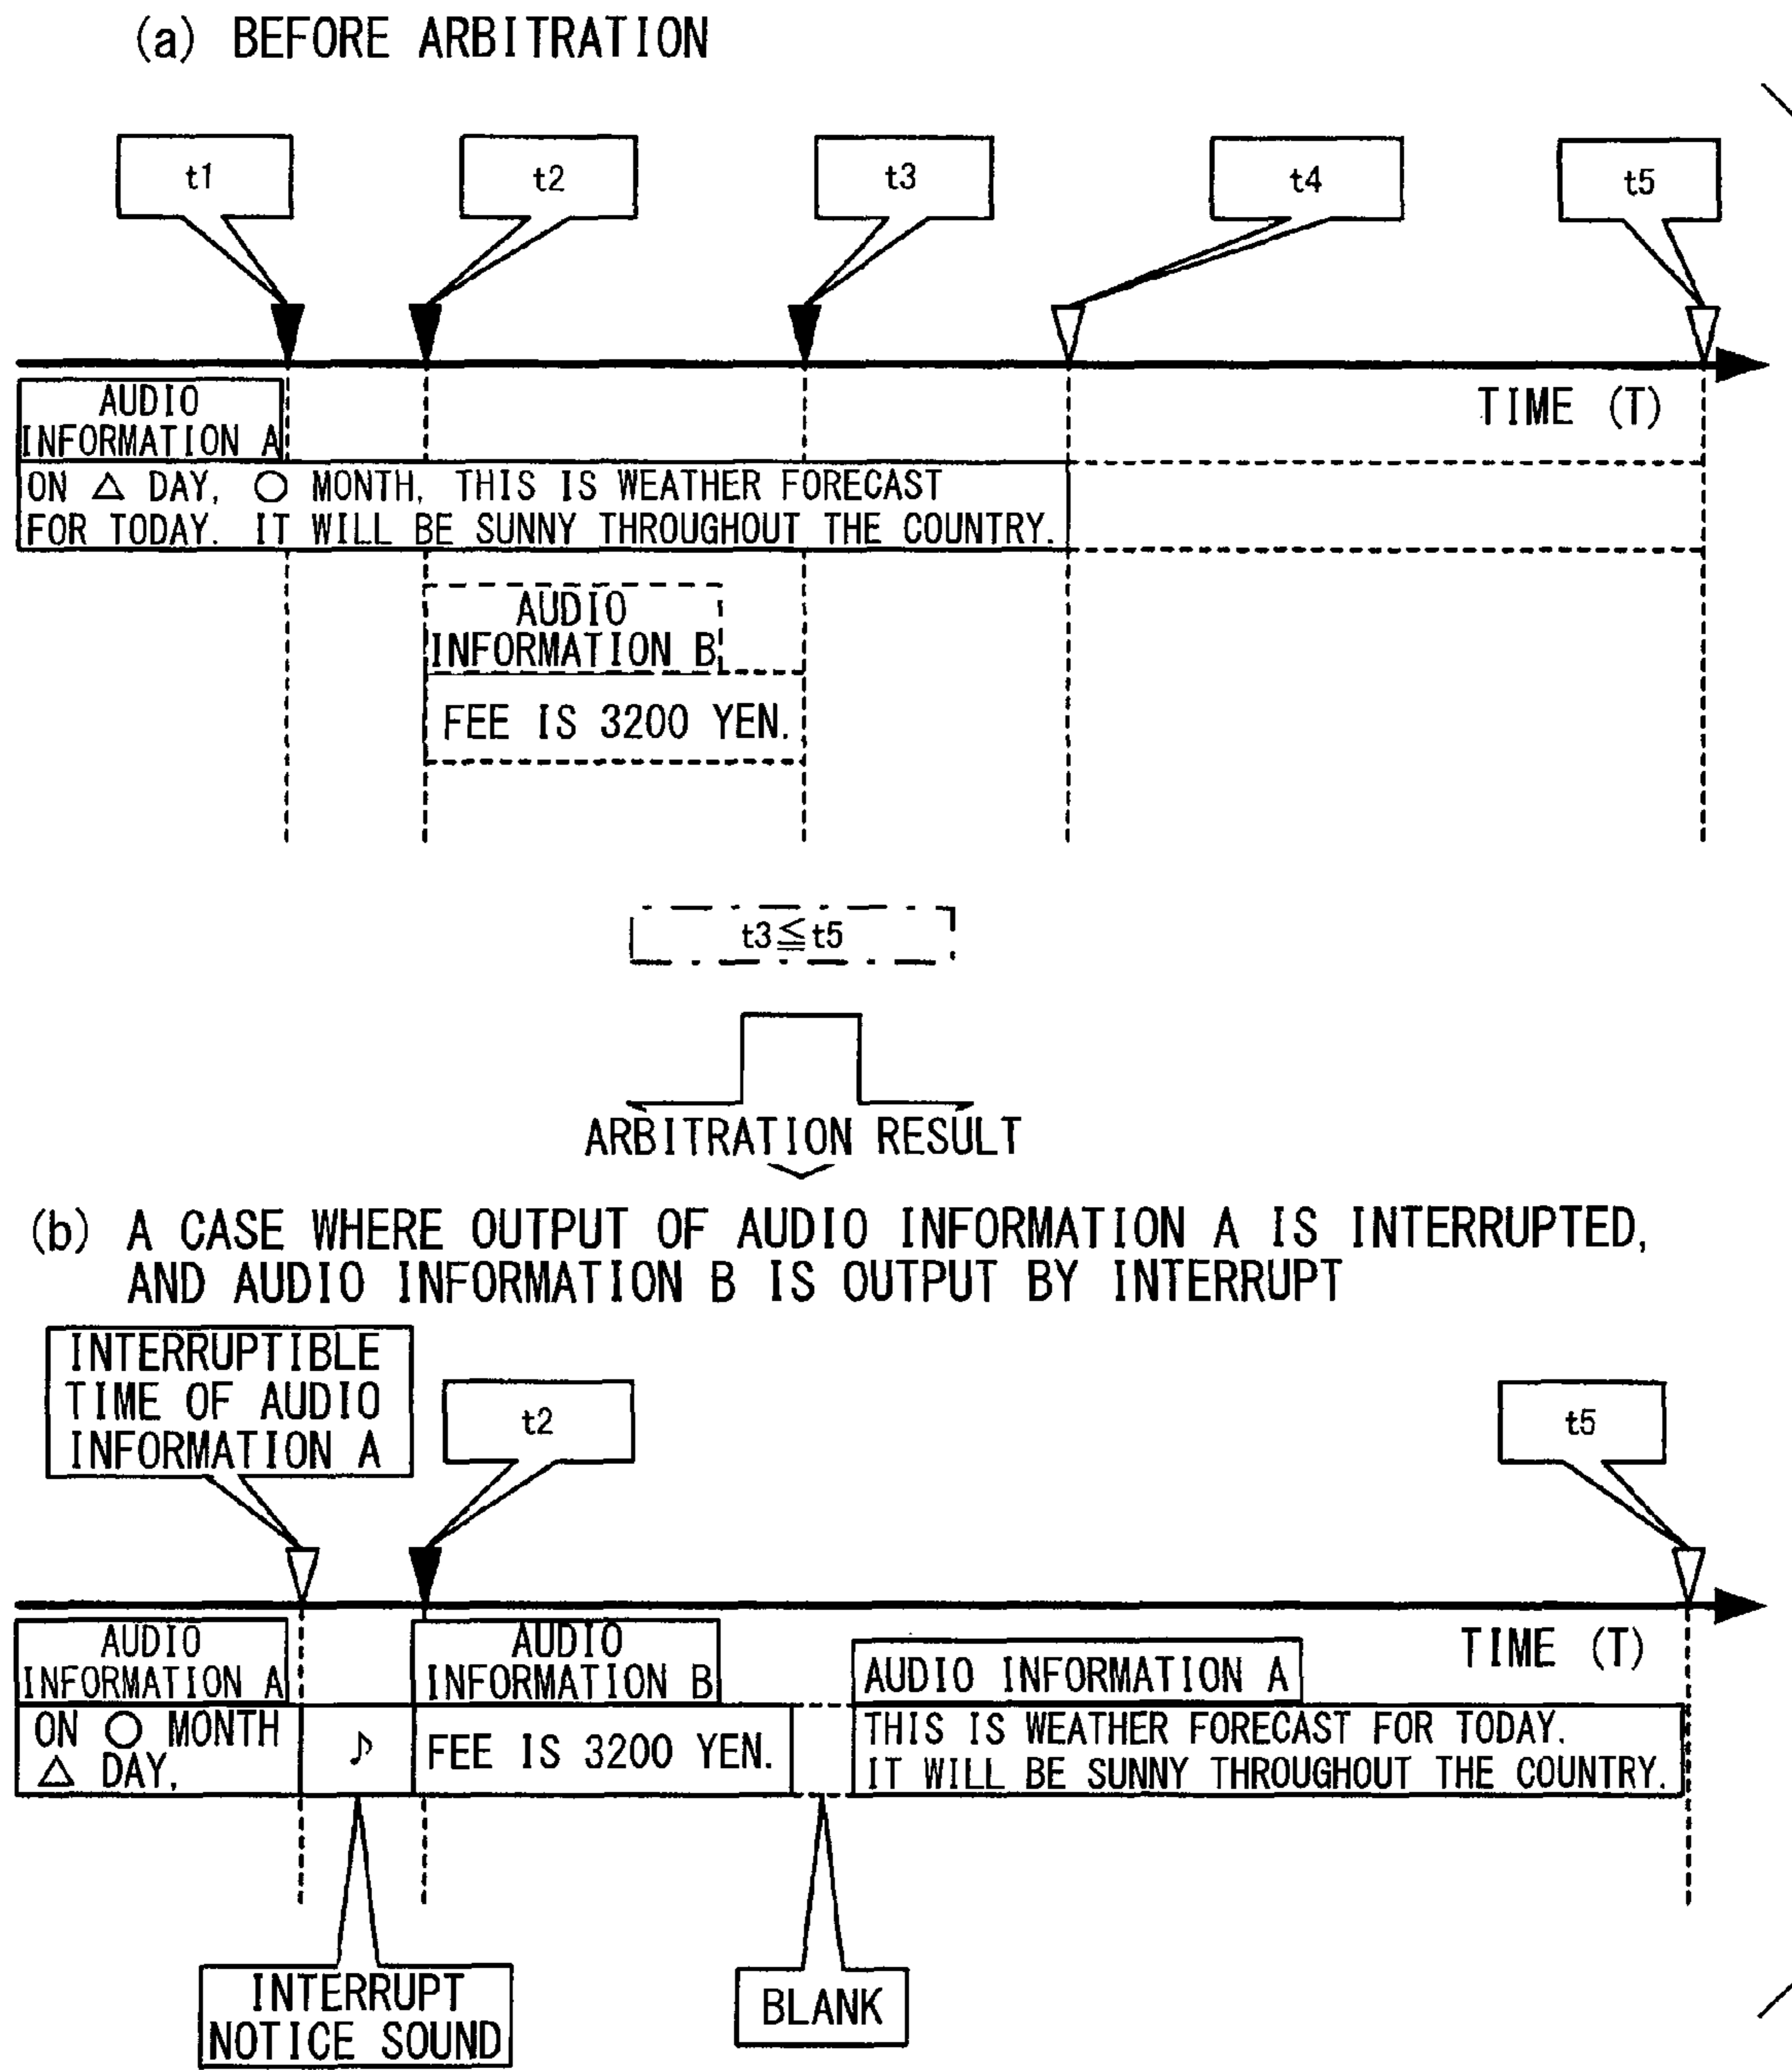 (a) BEFORE ARBITRATION
t1
t2
t3
t4
t5
TIME (T)
AUDIO
INFORMATION A
ON △ DAY, ○ MONTH, THIS IS WEATHER FORECAST
FOR TODAY. IT WILL BE SUNNY THROUGHOUT THE COUNTRY.
AUDIO
INFORMATION B
FEE IS 3200 YEN.
t3≦t5
ARBITRATION RESULT
(b) A CASE WHERE OUTPUT OF AUDIO INFORMATION A IS INTERRUPTED,
AND AUDIO INFORMATION B IS OUTPUT BY INTERRUPT
INTERRUPTIBLE
TIME OF AUDIO
INFORMATION A
t2
t5
TIME (T)
AUDIO
INFORMATION A
AUDIO
INFORMATION B
AUDIO INFORMATION A
ON ○ MONTH
△ DAY,
♪
FEE IS 3200 YEN.
THIS IS WEATHER FORECAST FOR TODAY.
IT WILL BE SUNNY THROUGHOUT THE COUNTRY.
INTERRUPT
NOTICE SOUND
BLANK